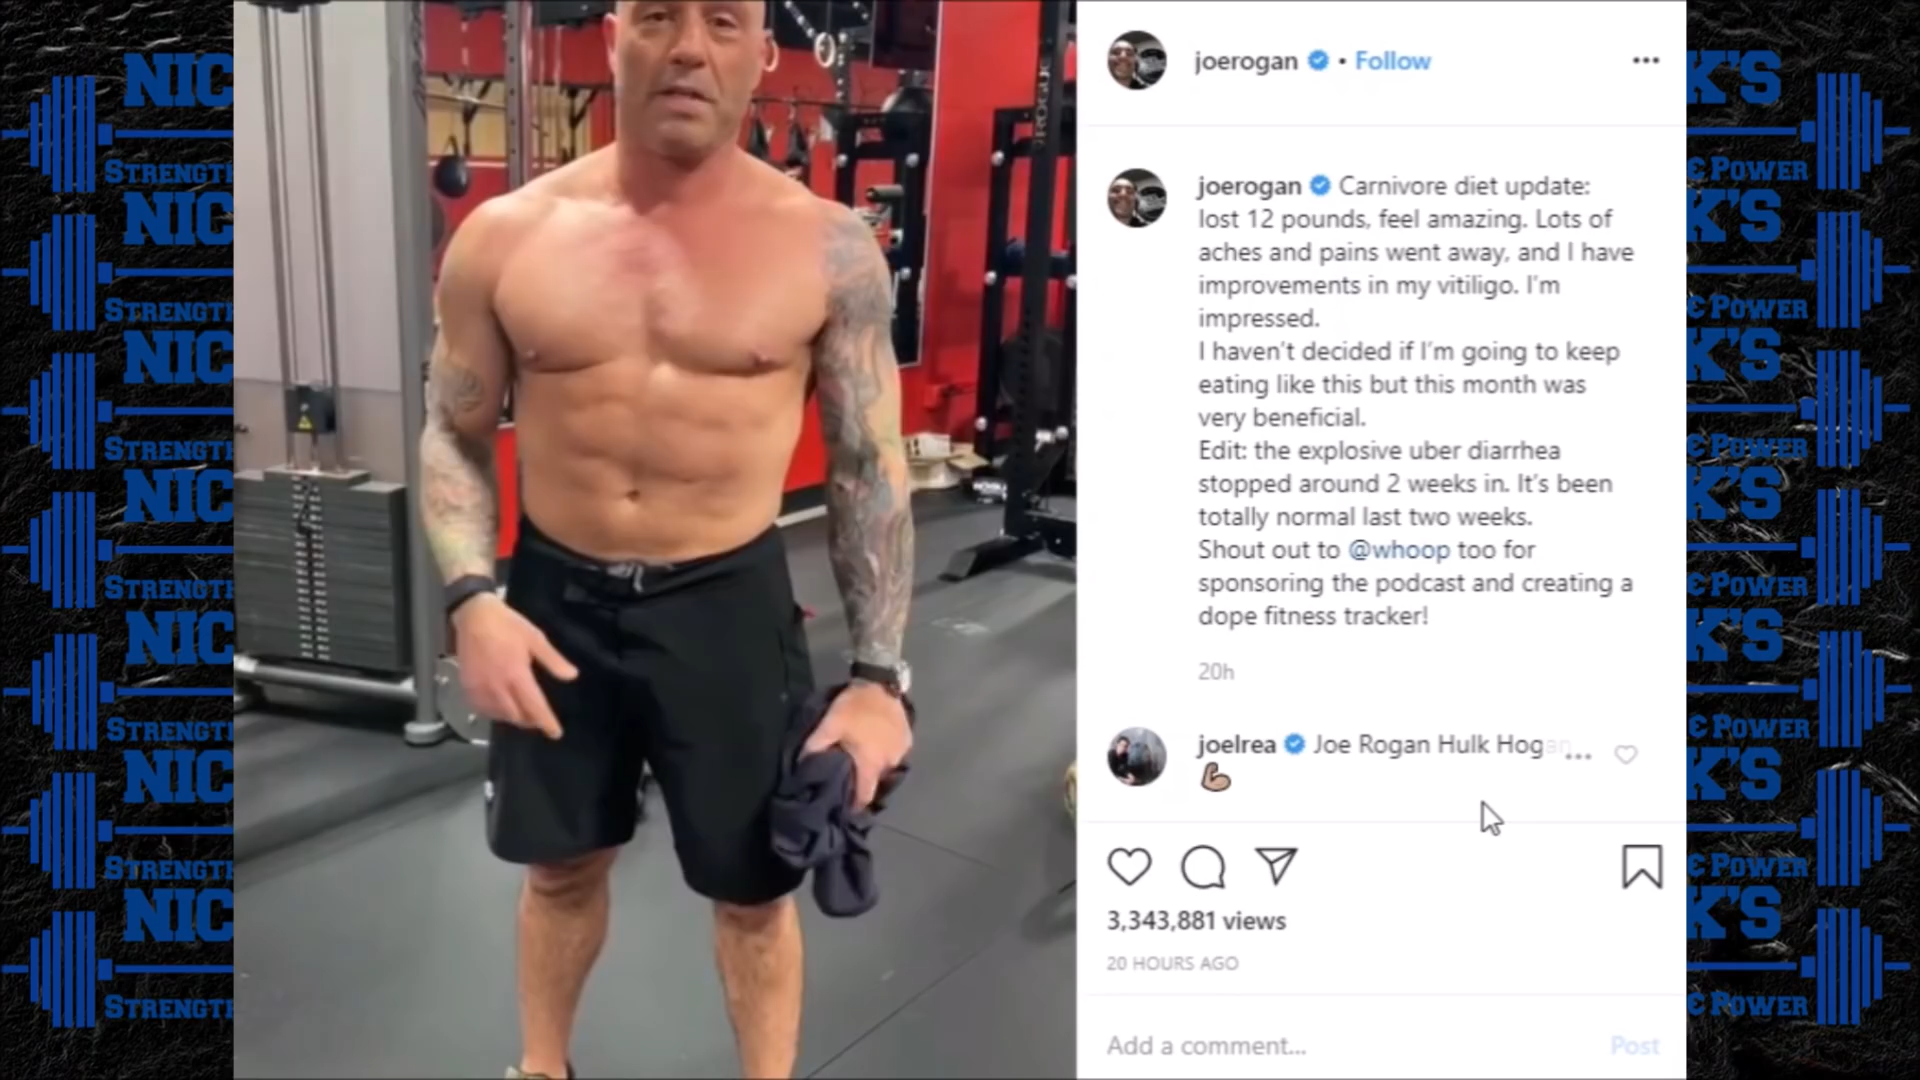 joerogan • Follow
joerogan Carnivore diet update:
lost 12 pounds, feel amazing. Lots of
aches and pains went away, and I have
improvements in my vitiligo. I'm
impressed.
I haven't decided if I'm going to keep
eating like this but this month was
very beneficial.
Edit: the explosive uber diarrhea
stopped around 2 weeks in. It's been
totally normal last two weeks.
Shout out to @whoop too for
sponsoring the podcast and creating a
dope fitness tracker!
20h
joelrea Joe Rogan Hulk Hogan
💪🏽
3,343,881 views
20 HOURS AGO
Add a comment... Post
ROGUE
NIC
STRENGTH
NIC
STRENGTH
NIC
STRENGTH
NIC
STRENGTH
NIC
STRENGTH
NIC
STRENGTH
NIC
STRENGTH
K'S
& POWER
K'S
& POWER
K'S
& POWER
K'S
& POWER
K'S
& POWER
K'S
& POWER
K'S
& POWER